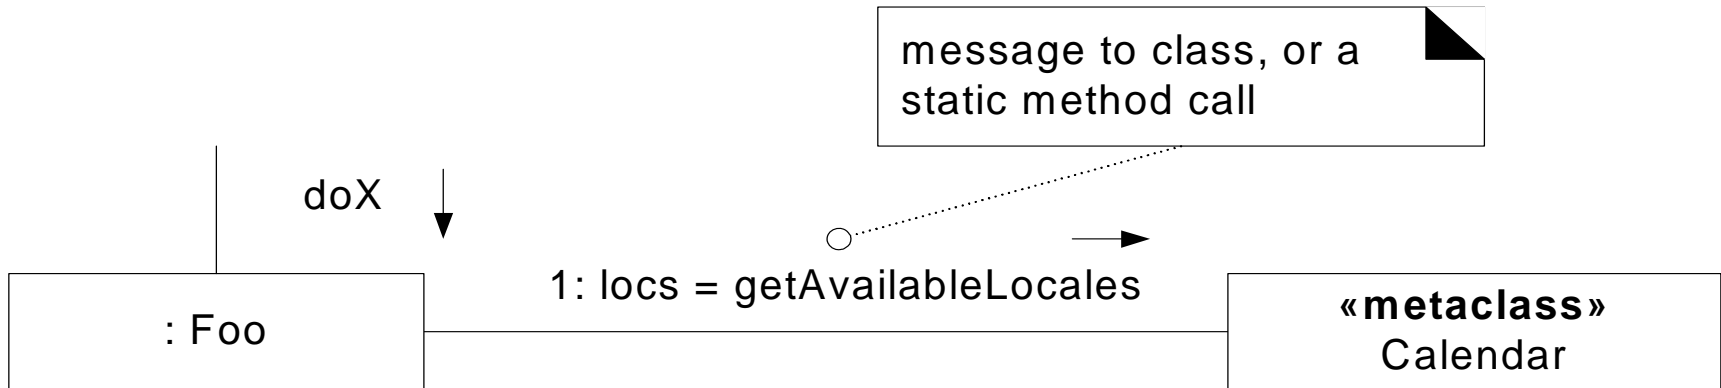 message to class, or a
static method call
doX
1: locs = getAvailableLocales
: Foo
«metaclass»
Calendar